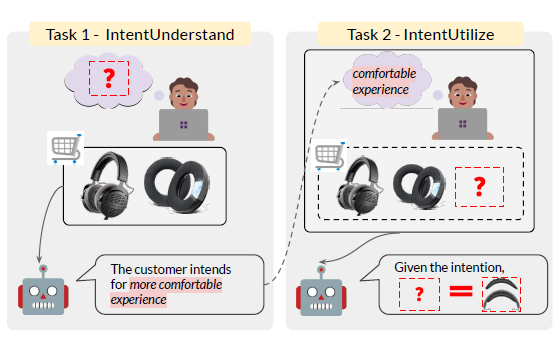 Task 1 - IntentUnderstand
?
The customer intends
for more comfortable
experience
Task 2 - IntentUtilize
comfortable
experience
?
Given the intention,
? =